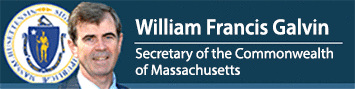 William Francis Galvin
Secretary of the Commonwealth
of Massachusetts